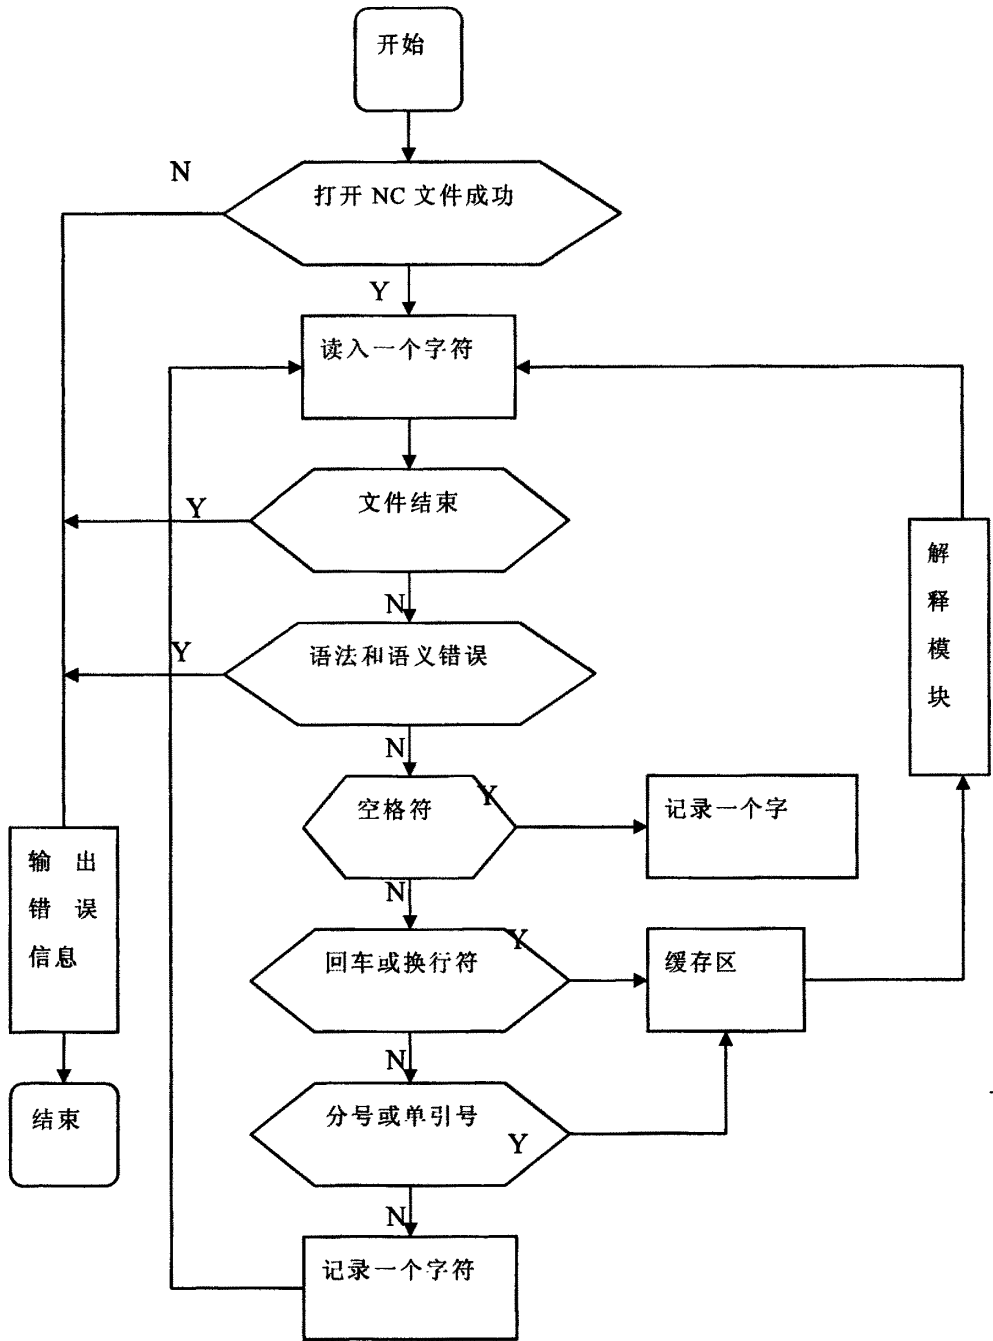 开始
N
打开 NC 文件成功
Y
读入一个字符
文件结束
Y
解
释
模
块
N
语法和语义错误
Y
N
空格符
Y
记录一个字
输 出
错 误
信息
N
回车或换行符
Y
缓存区
N
分号或单引号
Y
结束
N
记录一个字符